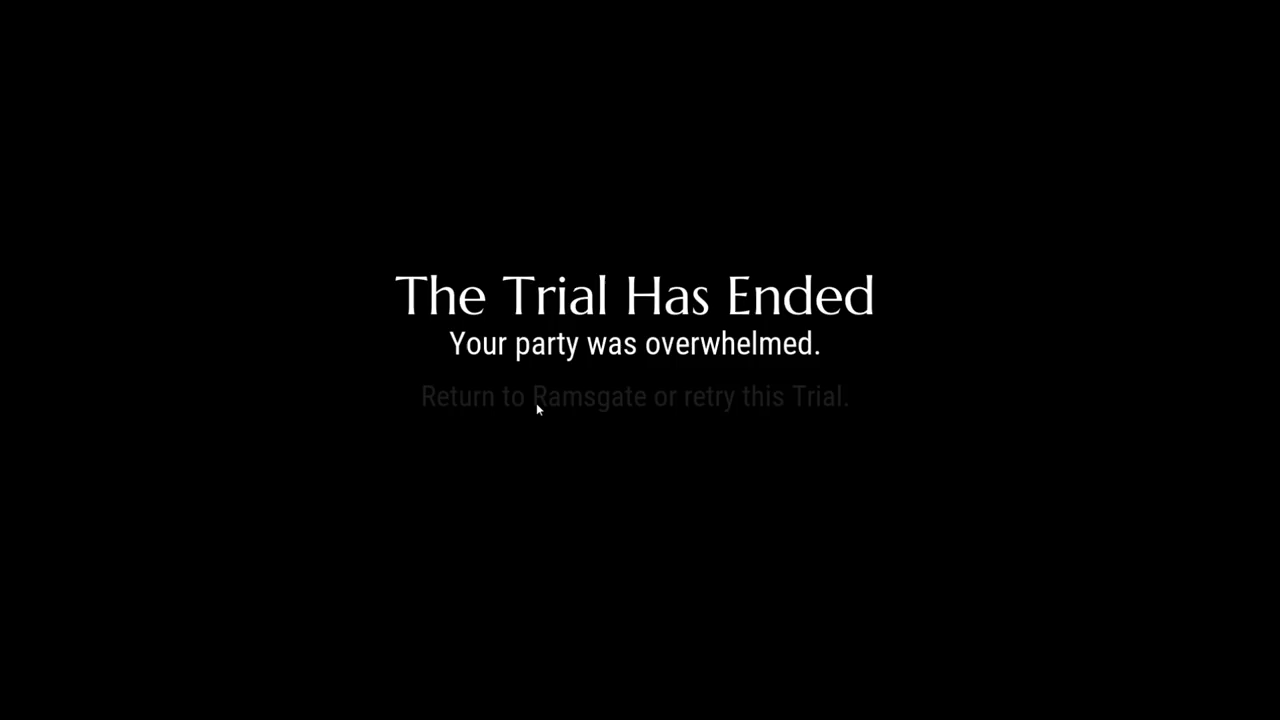 The Trial Has Ended
Your party was overwhelmed.
Return to Ramsgate or retry this Trial.